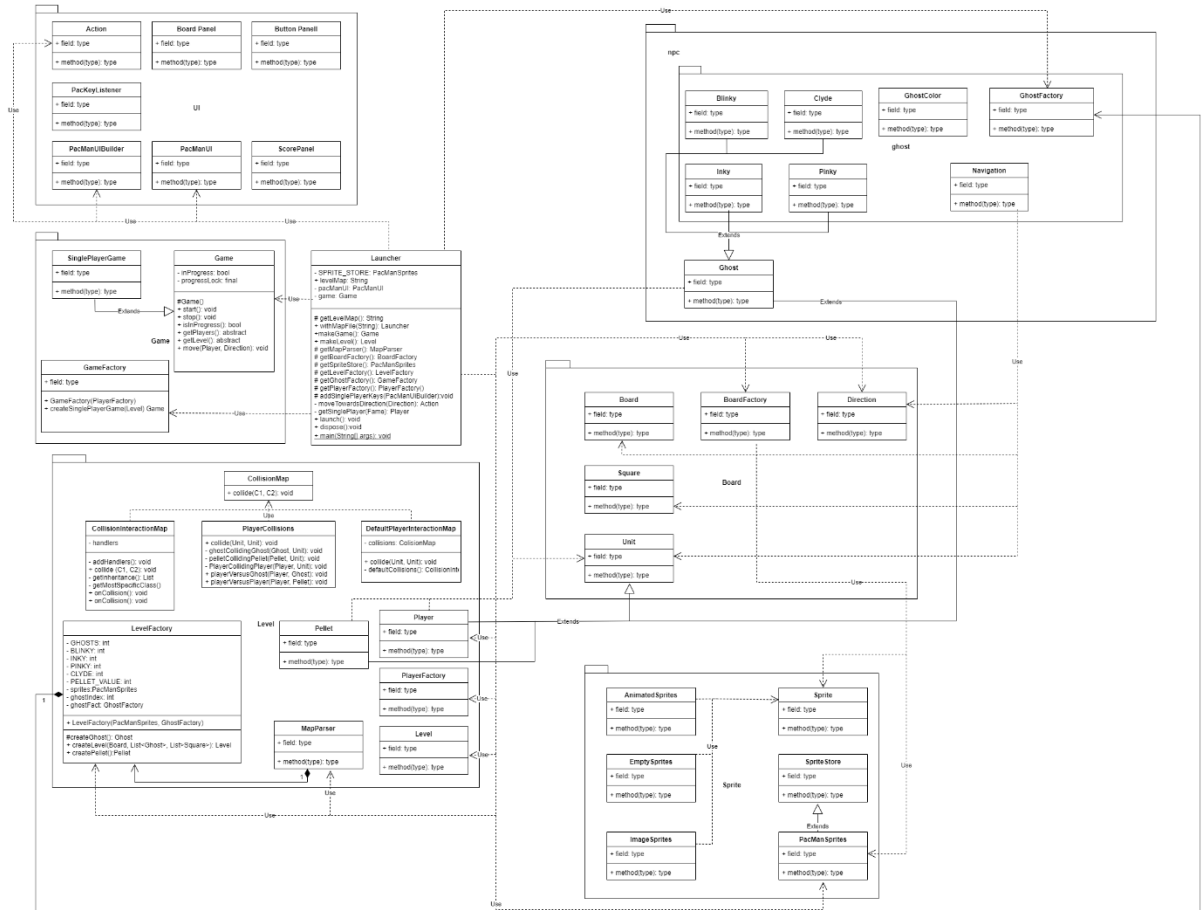 Use
Action
+ field: type
+ method(type): type
Board Panel
+ field: type
+ method(type): type
Button Panell
+ field: type
+ method(type): type
PacKeyListener
+ field: type
+ method(type): type
UI
PacManUIBuilder
+ field: type
+ method(type): type
PacManUI
+ field: type
+ method(type): type
ScorePanel
+ field: type
+ method(type): type
Use
Use
Use
Use
npc
Blinky
+ field: type
+ method(type): type
Clyde
+ field: type
+ method(type): type
GhostColor
+ field: type
+ method(type): type
GhostFactory
+ field: type
+ method(type): type
ghost
Inky
+ field: type
+ method(type): type
Pinky
+ field: type
+ method(type): type
Navigation
+ field: type
+ method(type): type
Extends
Ghost
+ field: type
+ method(type): type
Extends
SinglePlayerGame
+ field: type
+ method(type): type
Extends
Game
- inProgress: bool
- progressLock: final
#Game()
+ start(): void
+ stop(): void
+ isInProgress(): bool
+ getPlayers(): abstract
+ getLevel(): abstract
+ move(Player, Direction): void
Game
GameFactory
+ field: type
+ GameFactory(PlayerFactory)
+ createSinglePlayerGame(Level) Game
Use
Use
Launcher
- SPRITE_STORE: PacManSprites
+ levelMap: String
- pacManUI: PacManUI
- game: Game
# getLevelMap(): String
+ withMapFile(String): Launcher
+makeGame(): Game
+ makeLevel(): Level
# getMapParser(): MapParser
# getBoardFactory(): BoardFactory
# getSpriteStore(): PacManSprites
# getLevelFactory(): LevelFactory
# getGhostFactory(): GameFactory
# getPlayerFactory(): PlayerFactory()
# addSinglePlayerKeys(PacManUiBuilder):void
- moveTowardsDirection(Direction): Action
- getSinglePlayer(Fame): Player
+ launch(): void
+ dispose():void
+ main(String[] args): void
Use
Use
Use
Use
Board
+ field: type
+ method(type): type
BoardFactory
+ field: type
+ method(type): type
Direction
+ field: type
+ method(type): type
Square
+ field: type
+ method(type): type
Board
Unit
+ field: type
+ method(type): type
Use
Extends
CollisionMap
+ collide(C1, C2): void
Use
CollisionInteractionMap
- handlers
- addHandlers(): void
+ collide (C1, C2): void
- getInheritance(): List
- getMostSpecificClass()
+ onCollision(): void
+ onCollision(): void
PlayerCollisions
+ collide(Unit, Unit): void
- ghostCollidingGhost(Ghost, Unit): void
- pelletCollidingPellet(Pellet, Unit): void
- PlayerCollidingPlayer(Player, Unit): void
+ playerVersusGhost(Player, Ghost): void
+ playerVersusPlayer(Player, Pellet): void
DefaultPlayerInteractionMap
- collisions: ColisionMap
+ collide(Unit, Unit): void
- defaultCollisions(): CollisionInt
LevelFactory
- GHOSTS: int
- BLINKY: int
- INKY: int
- PINKY: int
- CLYDE: int
- PELLET_VALUE: int
- sprites:PacManSprites
- ghostIndex: int
- ghostFact: GhostFactory
+ LevelFactory(PacManSprites, GhostFactory)
#createGhost(): Ghost
+ createLevel(Board, List<Ghost>, List>Square>): Level
+ createPellet():Pellet
1
Level
Pellet
+ field: type
+ method(type): type
Player
+ field: type
+ method(type): type
Use
PlayerFactory
+ field: type
+ method(type): type
Use
MapParser
+ field: type
+ method(type): type
1
Level
+ field: type
+ method(type): type
Use
Use
Use
AnimatedSprites
+ field: type
+ method(type): type
Sprite
+ field: type
+ method(type): type
Use
EmptySprites
+ field: type
+ method(type): type
SpriteStore
+ field: type
+ method(type): type
Sprite
Extends
ImageSprites
+ field: type
+ method(type): type
PacManSprites
+ field: type
+ method(type): type
Use
Use